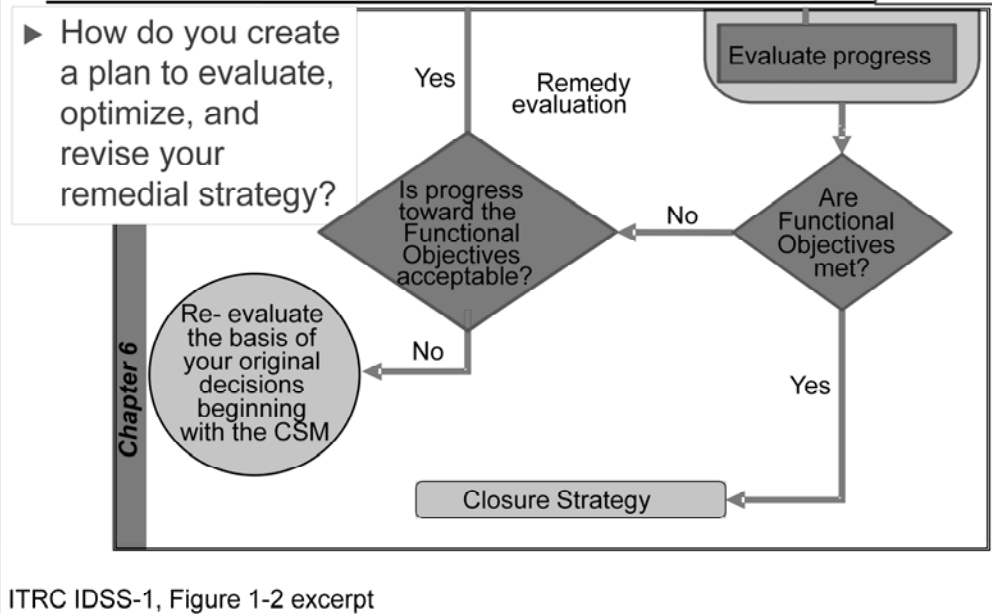 How do you create
a plan to evaluate,
optimize, and
revise your
remedial strategy?
Yes
Remedy
evaluation
Evaluate progress
Is progress
toward the
Functional
Objectives
acceptable?
No
Are
Functional
Objectives
met?
Re- evaluate
the basis of
your original
decisions
beginning
with the CSM
No
Yes
Chapter 6
Closure Strategy
ITRC IDSS-1, Figure 1-2 excerpt